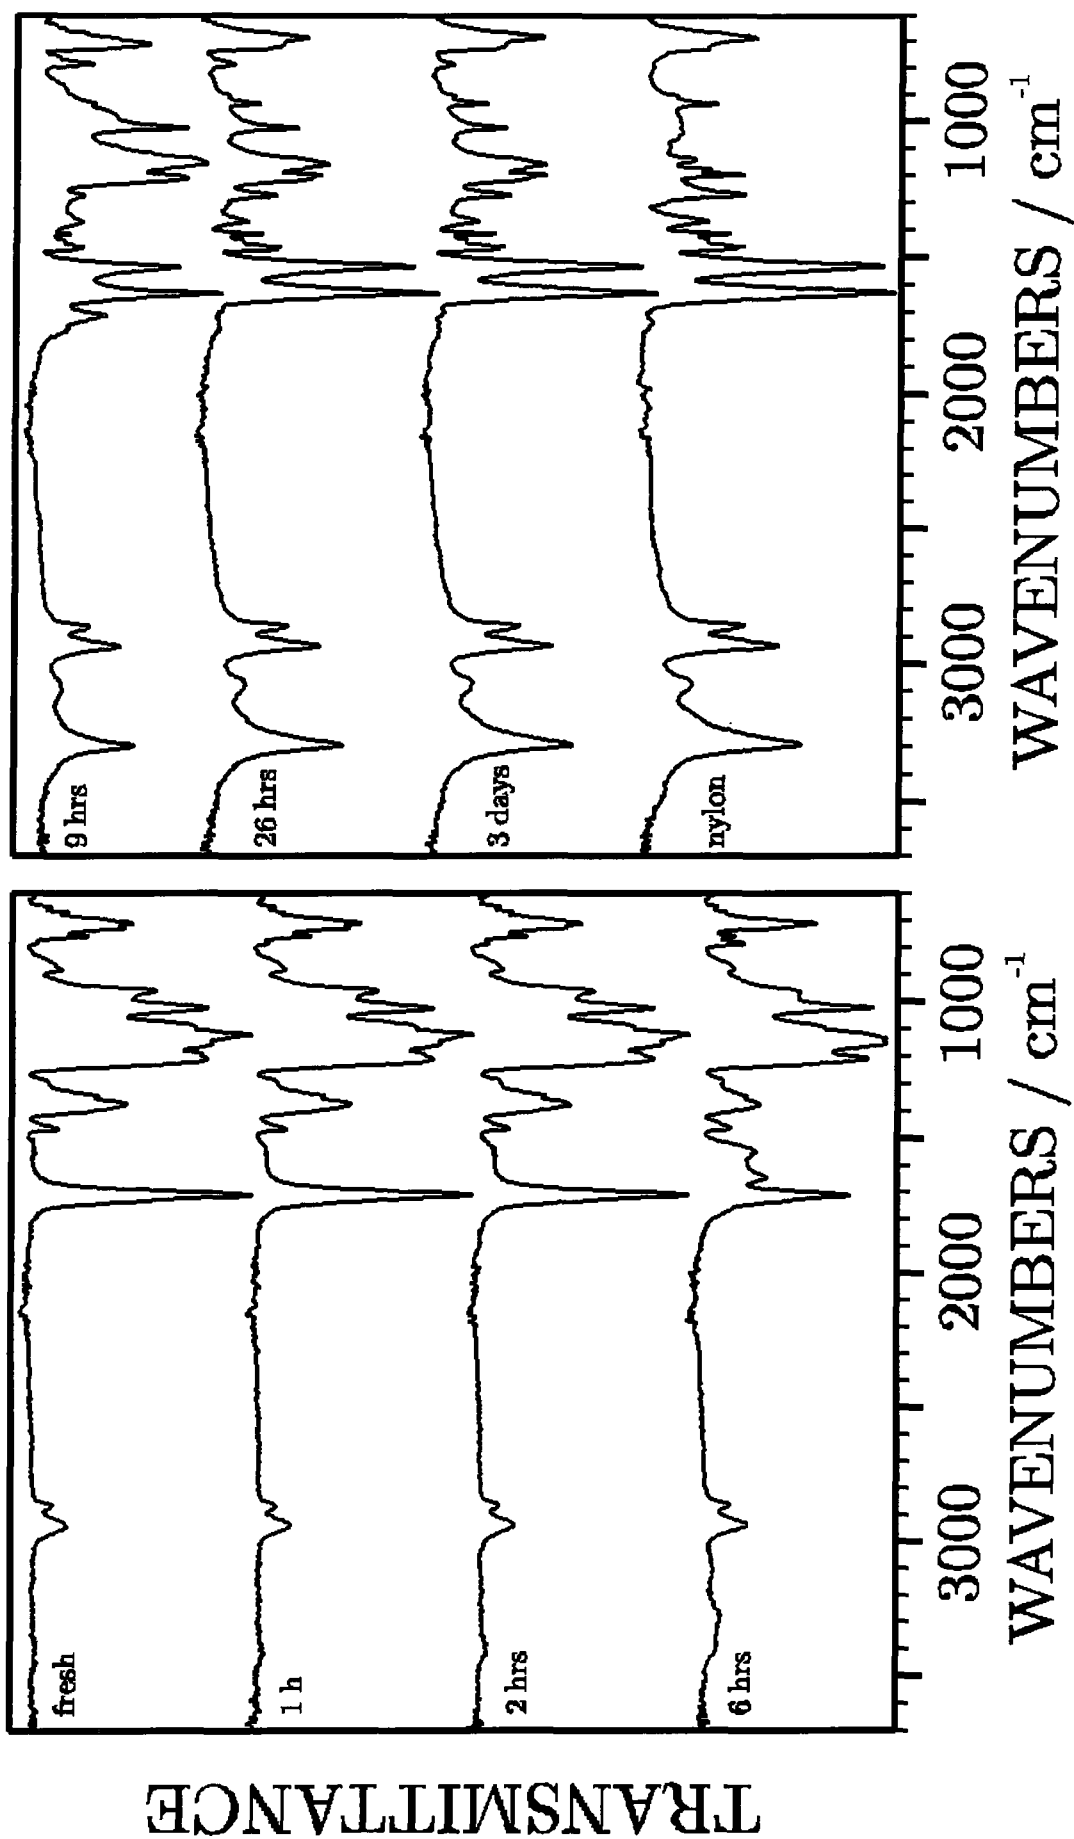 TRANSMITTANCE
fresh
1 h
2 hrs
6 hrs
3000
2000
1000
WAVENUMBERS / cm⁻¹
9 hrs
26 hrs
3 days
nylon
3000
2000
1000
WAVENUMBERS / cm⁻¹